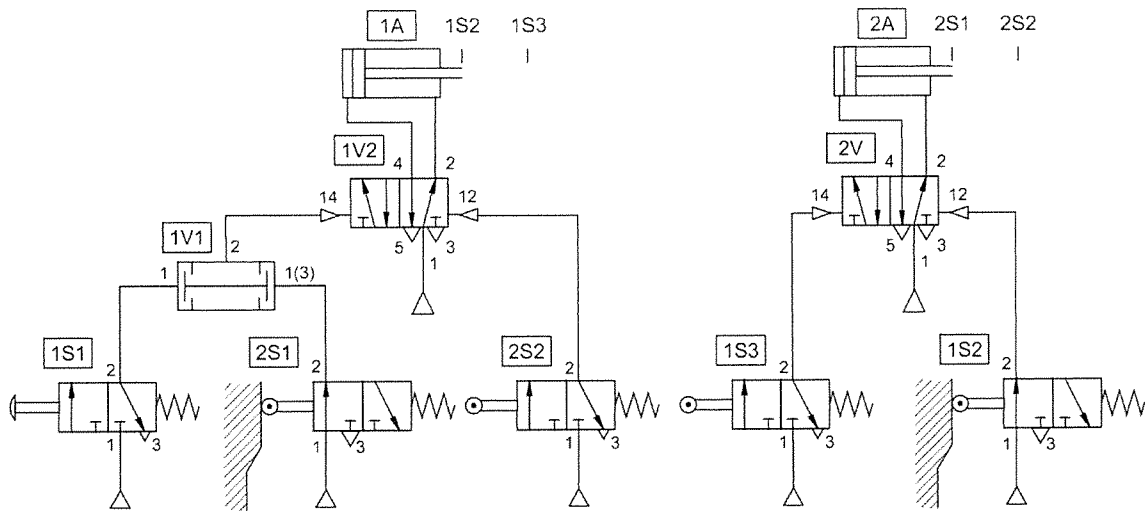 1A 1S2 1S3 2A 2S1 2S2
1V2 4 2 2V 4 2
14 12 14 12
1V1 2 5 3 5 3
1 1(3) 1 1
1S1 2 2S1 2 2S2 2 1S3 2 1S2 2
1 3 1 3 1 3 1 3 1 3